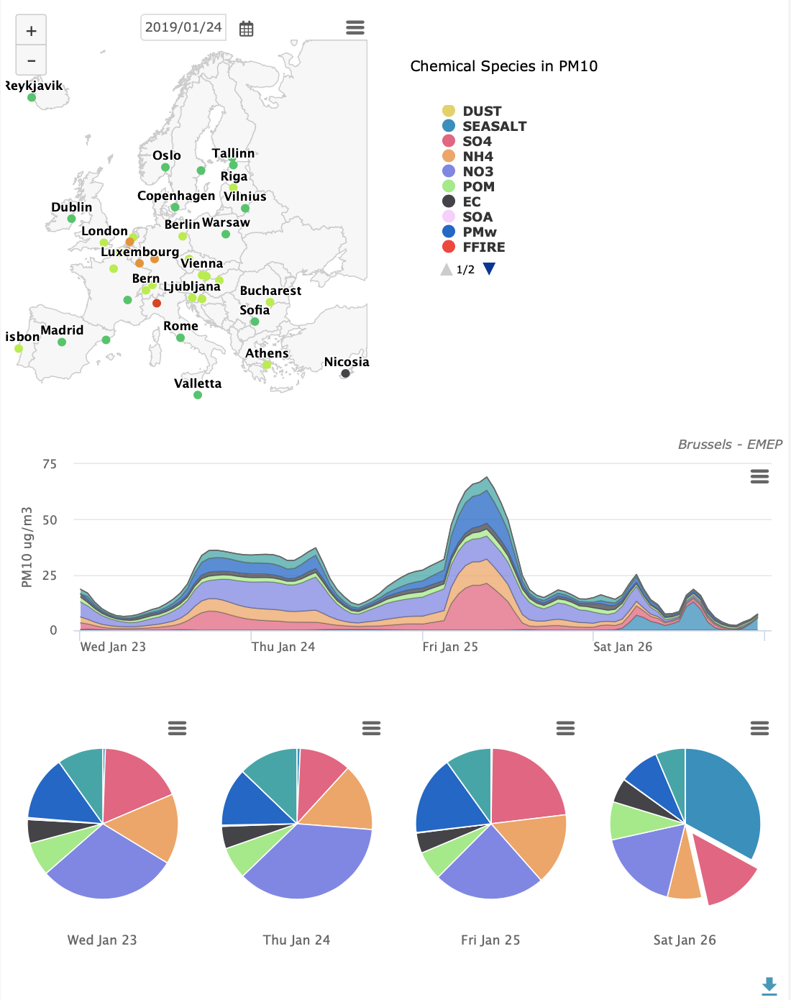 +
2019/01/24
−
Reykjavik
Chemical Species in PM10
DUST
SEASALT
SO4
NH4
NO3
POM
EC
SOA
PMw
FFIRE
1/2
Oslo
Tallinn
Riga
Copenhagen
Vilnius
Dublin
London
Berlin
Warsaw
Luxembourg
Vienna
Bern
Ljubljana
Bucharest
Sofia
isbon
Madrid
Rome
Athens
Nicosia
Valletta
Brussels - EMEP
75
50
25
0
PM10 ug/m3
Wed Jan 23
Thu Jan 24
Fri Jan 25
Sat Jan 26
Wed Jan 23
Thu Jan 24
Fri Jan 25
Sat Jan 26